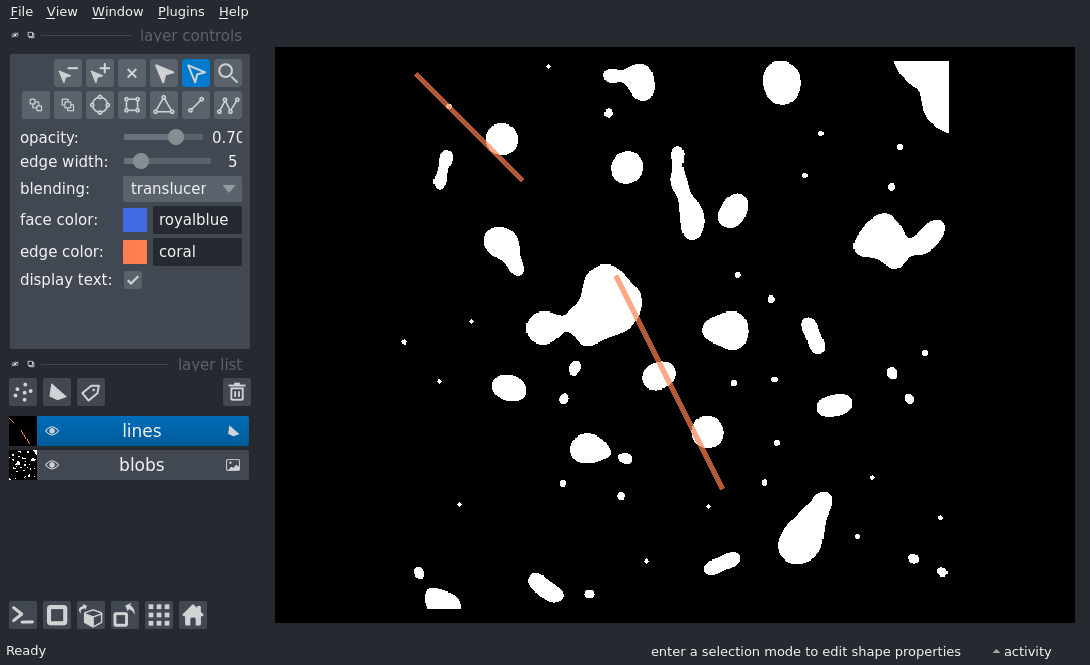 File View Window Plugins Help
layer controls
opacity: 0.70
edge width: 5
blending: translucer
face color: royalblue
edge color: coral
display text:
layer list
lines
blobs
Ready
enter a selection mode to edit shape properties
activity